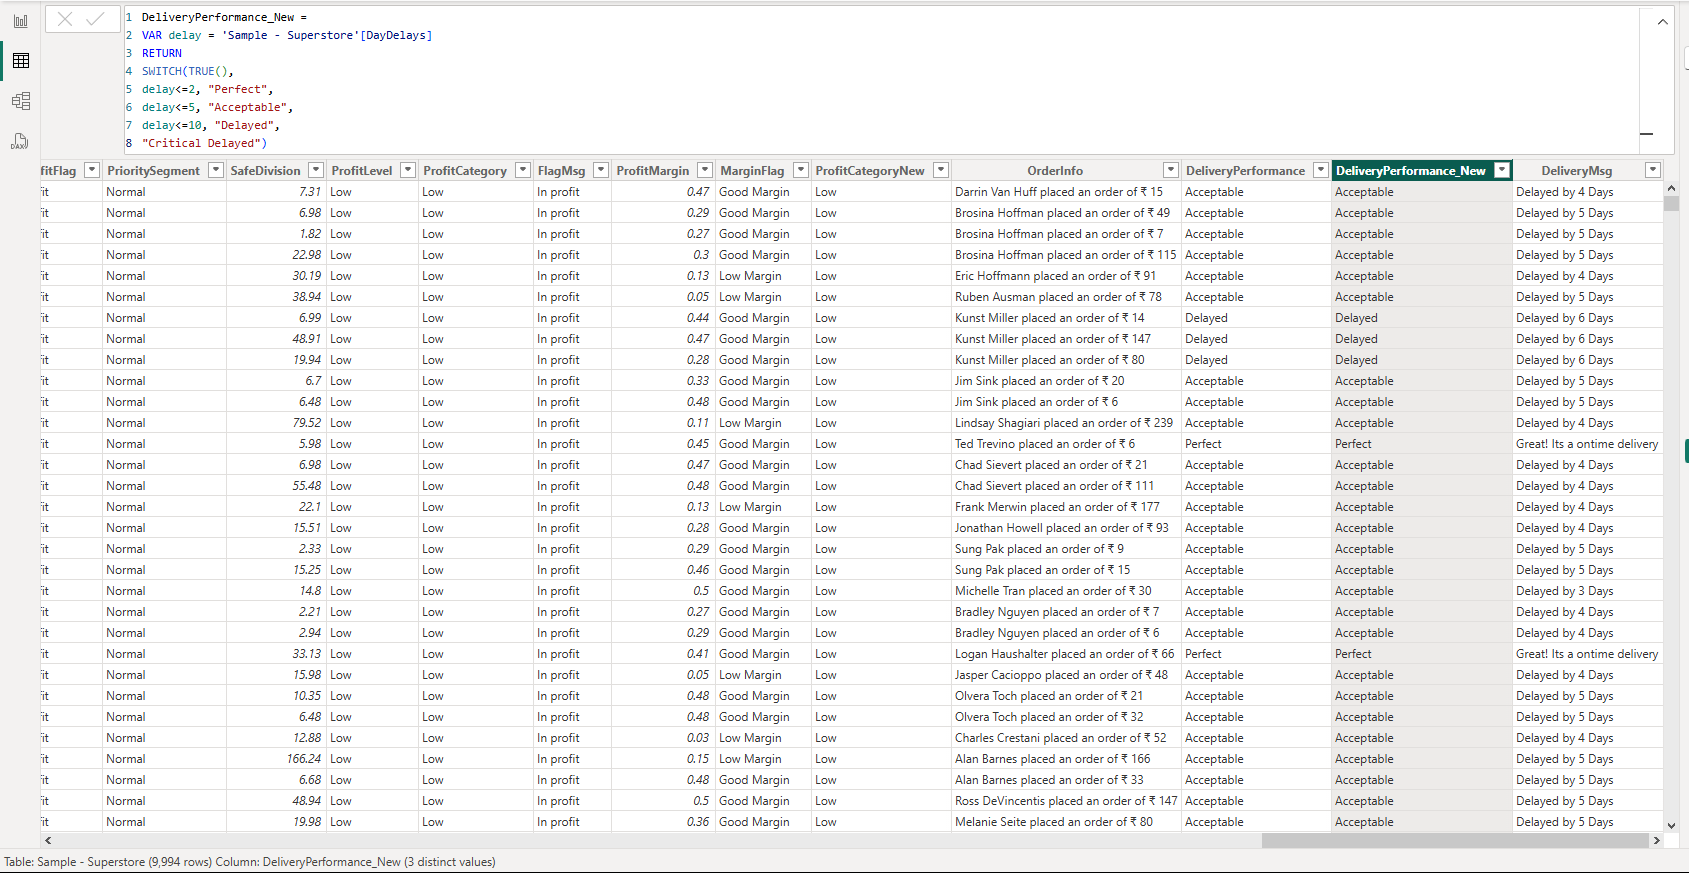 1 DeliveryPerformance_New =
2 VAR delay = 'Sample - Superstore'[DayDelays]
3 RETURN
4 SWITCH(TRUE(),
5 delay<=2, "Perfect",
6 delay<=5, "Acceptable",
7 delay<=10, "Delayed",
8 "Critical Delayed")
DAX
fitFlag PrioritySegment SafeDivision ProfitLevel ProfitCategory FlagMsg ProfitMargin MarginFlag ProfitCategoryNew OrderInfo DeliveryPerformance DeliveryPerformance_New DeliveryMsg
fit Normal 7.31 Low Low In profit 0.47 Good Margin Low Darrin Van Huff placed an order of ₹ 15 Acceptable Acceptable Delayed by 4 Days
fit Normal 6.98 Low Low In profit 0.29 Good Margin Low Brosina Hoffman placed an order of ₹ 49 Acceptable Acceptable Delayed by 5 Days
fit Normal 1.82 Low Low In profit 0.27 Good Margin Low Brosina Hoffman placed an order of ₹ 7 Acceptable Acceptable Delayed by 5 Days
fit Normal 22.98 Low Low In profit 0.3 Good Margin Low Brosina Hoffman placed an order of ₹ 115 Acceptable Acceptable Delayed by 5 Days
fit Normal 30.19 Low Low In profit 0.13 Low Margin Low Eric Hoffmann placed an order of ₹ 91 Acceptable Acceptable Delayed by 4 Days
fit Normal 38.94 Low Low In profit 0.05 Low Margin Low Ruben Ausman placed an order of ₹ 78 Acceptable Acceptable Delayed by 5 Days
fit Normal 6.99 Low Low In profit 0.44 Good Margin Low Kunst Miller placed an order of ₹ 14 Delayed Delayed Delayed by 6 Days
fit Normal 48.91 Low Low In profit 0.47 Good Margin Low Kunst Miller placed an order of ₹ 147 Delayed Delayed Delayed by 6 Days
fit Normal 19.94 Low Low In profit 0.28 Good Margin Low Kunst Miller placed an order of ₹ 80 Delayed Delayed Delayed by 6 Days
fit Normal 6.7 Low Low In profit 0.33 Good Margin Low Jim Sink placed an order of ₹ 20 Acceptable Acceptable Delayed by 5 Days
fit Normal 6.48 Low Low In profit 0.48 Good Margin Low Jim Sink placed an order of ₹ 6 Acceptable Acceptable Delayed by 5 Days
fit Normal 79.52 Low Low In profit 0.11 Low Margin Low Lindsay Shagiari placed an order of ₹ 239 Acceptable Acceptable Delayed by 4 Days
fit Normal 5.98 Low Low In profit 0.45 Good Margin Low Ted Trevino placed an order of ₹ 6 Perfect Perfect Great! Its a ontime delivery
fit Normal 6.98 Low Low In profit 0.47 Good Margin Low Chad Sievert placed an order of ₹ 21 Acceptable Acceptable Delayed by 4 Days
fit Normal 55.48 Low Low In profit 0.48 Good Margin Low Chad Sievert placed an order of ₹ 111 Acceptable Acceptable Delayed by 4 Days
fit Normal 22.1 Low Low In profit 0.13 Low Margin Low Frank Merwin placed an order of ₹ 177 Acceptable Acceptable Delayed by 4 Days
fit Normal 15.51 Low Low In profit 0.28 Good Margin Low Jonathan Howell placed an order of ₹ 93 Acceptable Acceptable Delayed by 4 Days
fit Normal 2.33 Low Low In profit 0.29 Good Margin Low Sung Pak placed an order of ₹ 9 Acceptable Acceptable Delayed by 5 Days
fit Normal 15.25 Low Low In profit 0.46 Good Margin Low Sung Pak placed an order of ₹ 15 Acceptable Acceptable Delayed by 5 Days
fit Normal 14.8 Low Low In profit 0.5 Good Margin Low Michelle Tran placed an order of ₹ 30 Acceptable Acceptable Delayed by 3 Days
fit Normal 2.21 Low Low In profit 0.27 Good Margin Low Bradley Nguyen placed an order of ₹ 7 Acceptable Acceptable Delayed by 4 Days
fit Normal 2.94 Low Low In profit 0.29 Good Margin Low Bradley Nguyen placed an order of ₹ 6 Acceptable Acceptable Delayed by 4 Days
fit Normal 33.13 Low Low In profit 0.41 Good Margin Low Logan Haushalter placed an order of ₹ 66 Perfect Perfect Great! Its a ontime delivery
fit Normal 15.98 Low Low In profit 0.05 Low Margin Low Jasper Cacioppo placed an order of ₹ 48 Acceptable Acceptable Delayed by 4 Days
fit Normal 10.35 Low Low In profit 0.48 Good Margin Low Olvera Toch placed an order of ₹ 21 Acceptable Acceptable Delayed by 5 Days
fit Normal 6.48 Low Low In profit 0.48 Good Margin Low Olvera Toch placed an order of ₹ 32 Acceptable Acceptable Delayed by 5 Days
fit Normal 12.88 Low Low In profit 0.03 Low Margin Low Charles Crestani placed an order of ₹ 52 Acceptable Acceptable Delayed by 4 Days
fit Normal 166.24 Low Low In profit 0.15 Low Margin Low Alan Barnes placed an order of ₹ 166 Acceptable Acceptable Delayed by 5 Days
fit Normal 6.68 Low Low In profit 0.48 Good Margin Low Alan Barnes placed an order of ₹ 33 Acceptable Acceptable Delayed by 5 Days
fit Normal 48.94 Low Low In profit 0.5 Good Margin Low Ross DeVincentis placed an order of ₹ 147 Acceptable Acceptable Delayed by 5 Days
fit Normal 19.98 Low Low In profit 0.36 Good Margin Low Melanie Seite placed an order of ₹ 80 Acceptable Acceptable Delayed by 5 Days
Table: Sample - Superstore (9,994 rows) Column: DeliveryPerformance_New (3 distinct values)